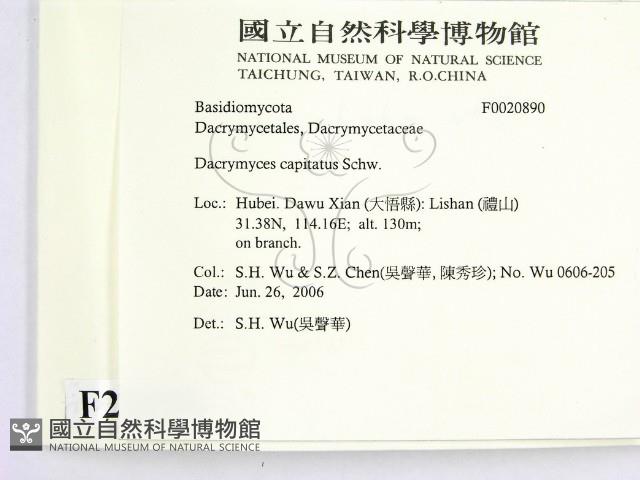 國立自然科學博物館
NATIONAL MUSEUM OF NATURAL SCIENCE
TAICHUNG, TAIWAN, R.O.CHINA
Basidiomycota F0020890
Dacrymycetales, Dacrymycetaceae
Dacrymyces capitatus Schw.
Loc.: Hubei. Dawu Xian (大悟縣): Lishan (禮山)
31.38N, 114.16E; alt. 130m;
on branch.
Col.: S.H. Wu & S.Z. Chen(吳聲華, 陳秀珍); No. Wu 0606-205
Date: Jun. 26, 2006
Det.: S.H. Wu(吳聲華)
F2
國立自然科學博物館
NATIONAL MUSEUM OF NATURAL SCIENCE